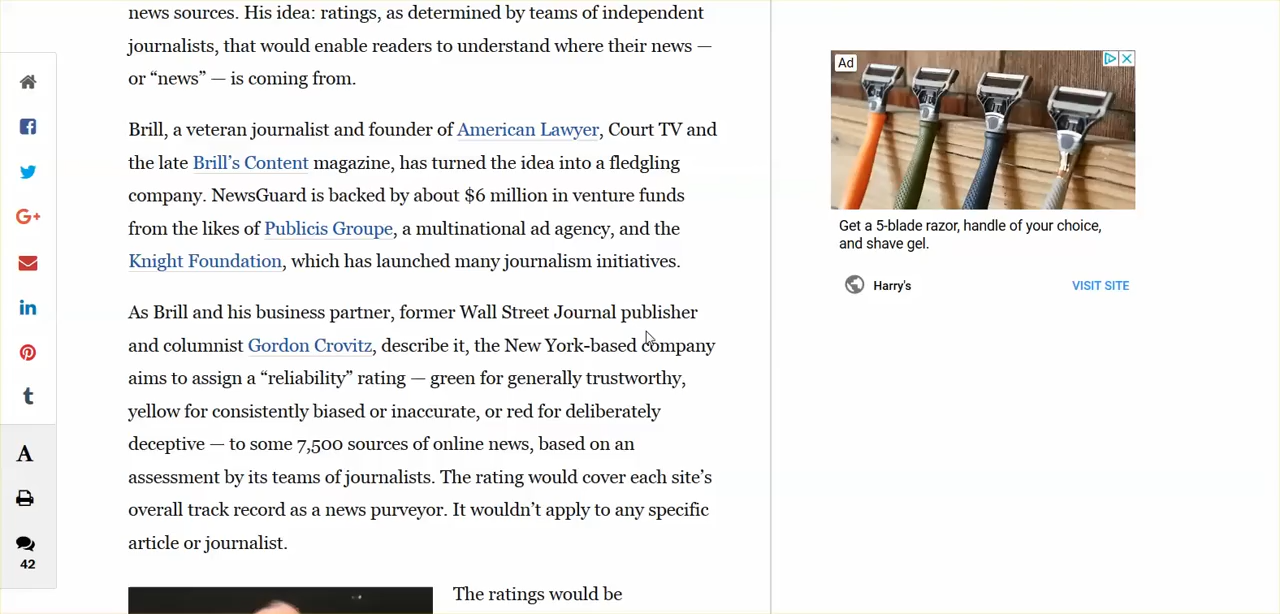 news sources. His idea: ratings, as determined by teams of independent
journalists, that would enable readers to understand where their news —
or “news” — is coming from.
Brill, a veteran journalist and founder of American Lawyer, Court TV and
the late Brill’s Content magazine, has turned the idea into a fledgling
company. NewsGuard is backed by about $6 million in venture funds
from the likes of Publicis Groupe, a multinational ad agency, and the
Knight Foundation, which has launched many journalism initiatives.
As Brill and his business partner, former Wall Street Journal publisher
and columnist Gordon Crovitz, describe it, the New York-based company
aims to assign a “reliability” rating — green for generally trustworthy,
yellow for consistently biased or inaccurate, or red for deliberately
deceptive — to some 7,500 sources of online news, based on an
assessment by its teams of journalists. The rating would cover each site’s
overall track record as a news purveyor. It wouldn’t apply to any specific
article or journalist.
The ratings would be
G+
in
t
A
42
Ad
Get a 5-blade razor, handle of your choice,
and shave gel.
Harry's
VISIT SITE